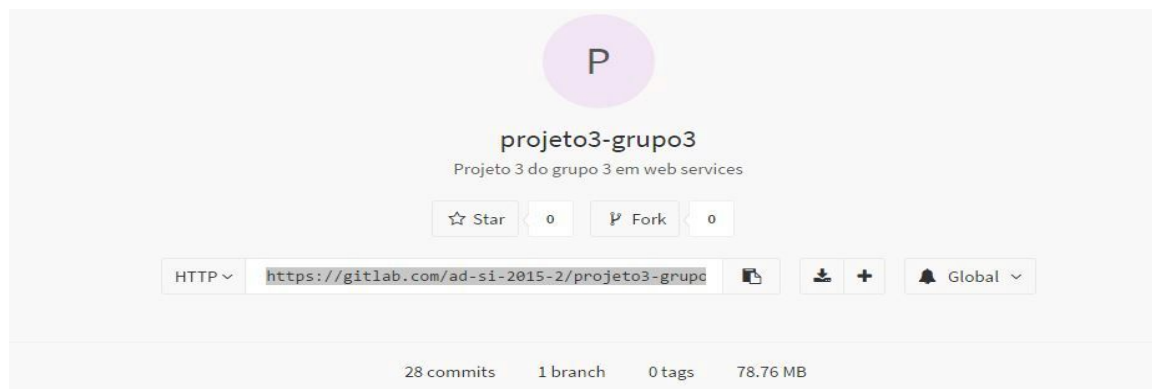 P
projeto3-grupo3
Projeto 3 do grupo 3 em web services
Star 0 Fork 0
HTTP https://gitlab.com/ad-si-2015-2/projeto3-grupo Global
28 commits 1 branch 0 tags 78.76 MB